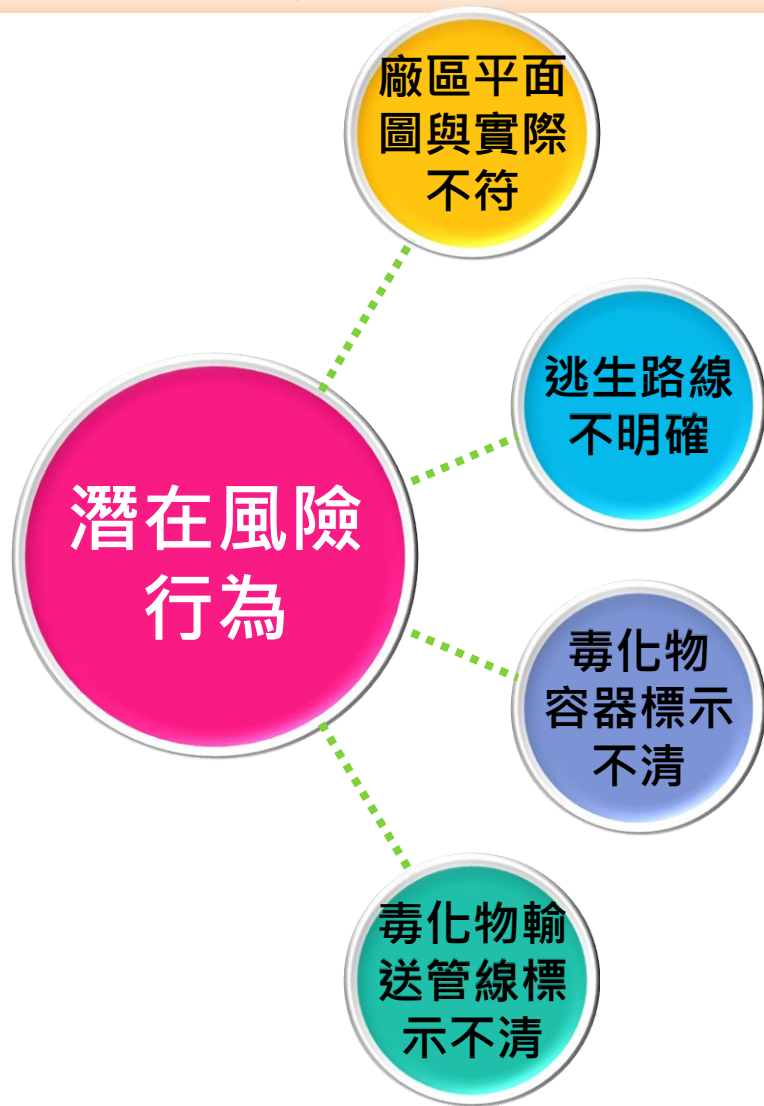 廠區平面
圖與實際
不符
逃生路線
不明確
潛在風險
行為
毒化物
容器標示
不清
毒化物輸
送管線標
示不清